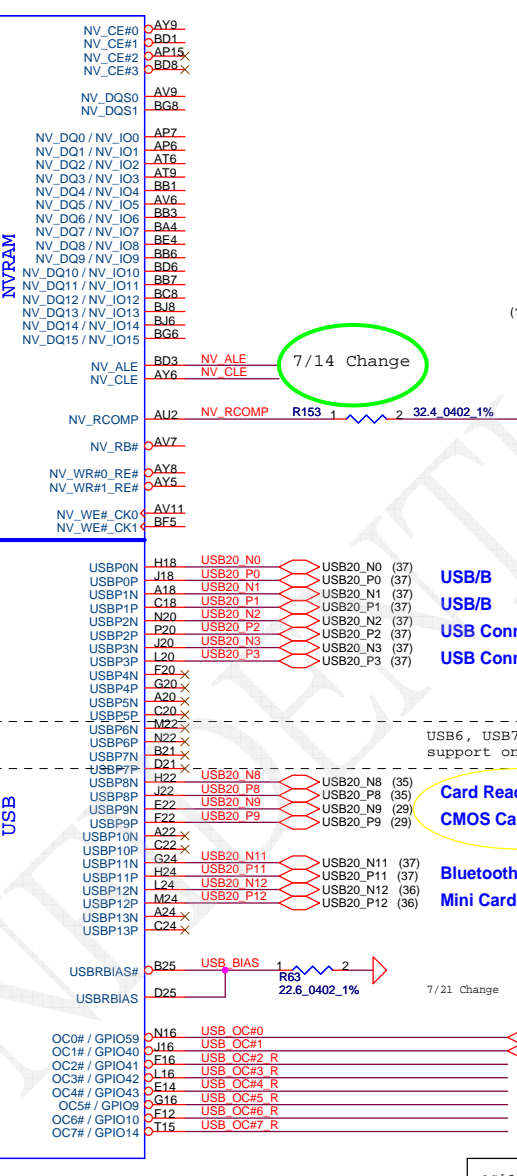 NV_CE#0 AY9
NV_CE#1 BD1
NV_CE#2 AP15
NV_CE#3 BD8
NV_DQS0 AV9
NV_DQS1 BG8
NV_DQ0 / NV_IO0 AP7
NV_DQ1 / NV_IO1 AP6
NV_DQ2 / NV_IO2 AT6
NV_DQ3 / NV_IO3 AT9
NV_DQ4 / NV_IO4 BB1
NV_DQ5 / NV_IO5 AV6
NV_DQ6 / NV_IO6 BB3
NV_DQ7 / NV_IO7 BA4
NV_DQ8 / NV_IO8 BE4
NV_DQ9 / NV_IO9 BB6
NV_DQ10 / NV_IO10 BD6
NV_DQ11 / NV_IO11 BB7
NV_DQ12 / NV_IO12 BC8
NV_DQ13 / NV_IO13 BJ8
NV_DQ14 / NV_IO14 BJ6
NV_DQ15 / NV_IO15 BG6
NVRAM
(1
NV_ALE BD3 NV_ALE
NV_CLE AY6 NV_CLE
7/14 Change
NV_RCOMP AU2 NV_RCOMP R153 1 2 32.4_0402_1%
NV_RB# AV7
NV_WR#0_RE# AY8
NV_WR#1_RE# AY5
NV_WE#_CK0 AV11
NV_WE#_CK1 BF5
USBP0N H18 USB20_N0 USB20_N0 (37)
USBP0P J18 USB20_P0 USB20_P0 (37) USB/B
USBP1N A18 USB20_N1 USB20_N1 (37)
USBP1P C18 USB20_P1 USB20_P1 (37) USB/B
USBP2N N20 USB20_N2 USB20_N2 (37)
USBP2P P20 USB20_P2 USB20_P2 (37) USB Conn
USBP3N J20 USB20_N3 USB20_N3 (37)
USBP3P L20 USB20_P3 USB20_P3 (37) USB Conn
USBP4N F20
USBP4P G20
USBP5N A20
USBP5P C20
USBP6N M22
USBP6P N22
USBP7N B21
USBP7P D21
USB6, USB7
support on
USBP8N H22 USB20_N8 USB20_N8 (35)
USBP8P J22 USB20_P8 USB20_P8 (35) Card Read
USBP9N E22 USB20_N9 USB20_N9 (29)
USBP9P F22 USB20_P9 USB20_P9 (29) CMOS Ca
USBP10N A22
USBP10P C22
USBP11N G24 USB20_N11 USB20_N11 (37)
USBP11P H24 USB20_P11 USB20_P11 (37) Bluetooth
USBP12N L24 USB20_N12 USB20_N12 (36)
USBP12P M24 USB20_P12 USB20_P12 (36) Mini Card
USBP13N A24
USBP13P C24
USB
USBRBIAS# B25 USB_BIAS 1 2
R63
22.6_0402_1%
USBRBIAS D25
7/21 Change
OC0# / GPIO59 N16 USB_OC#0
OC1# / GPIO40 J16 USB_OC#1
OC2# / GPIO41 F16 USB_OC#2_R
OC3# / GPIO42 L16 USB_OC#3_R
OC4# / GPIO43 E14 USB_OC#4_R
OC5# / GPIO9 G16 USB_OC#5_R
OC6# / GPIO10 F12 USB_OC#6_R
OC7# / GPIO14 T15 USB_OC#7_R